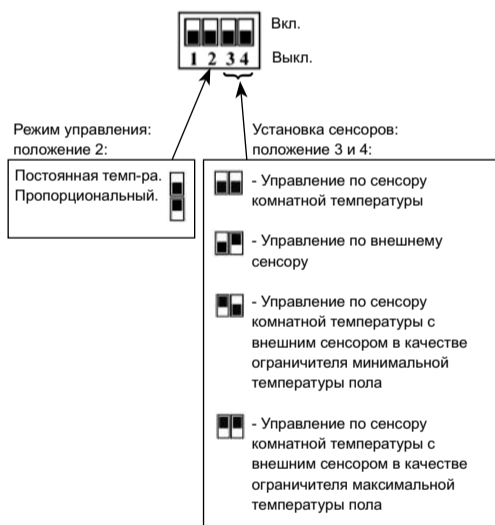 Вкл.
1 2 3 4
Выкл.
Режим управления:
положение 2:
Постоянная темп-ра.
Пропорциональный.
Установка сенсоров:
положение 3 и 4:
- Управление по сенсору
комнатной температуры
- Управление по внешнему
сенсору
- Управление по сенсору
комнатной температуры с
внешним сенсором в качестве
ограничителя минимальной
температуры пола
- Управление по сенсору
комнатной температуры с
внешним сенсором в качестве
ограничителя максимальной
температуры пола